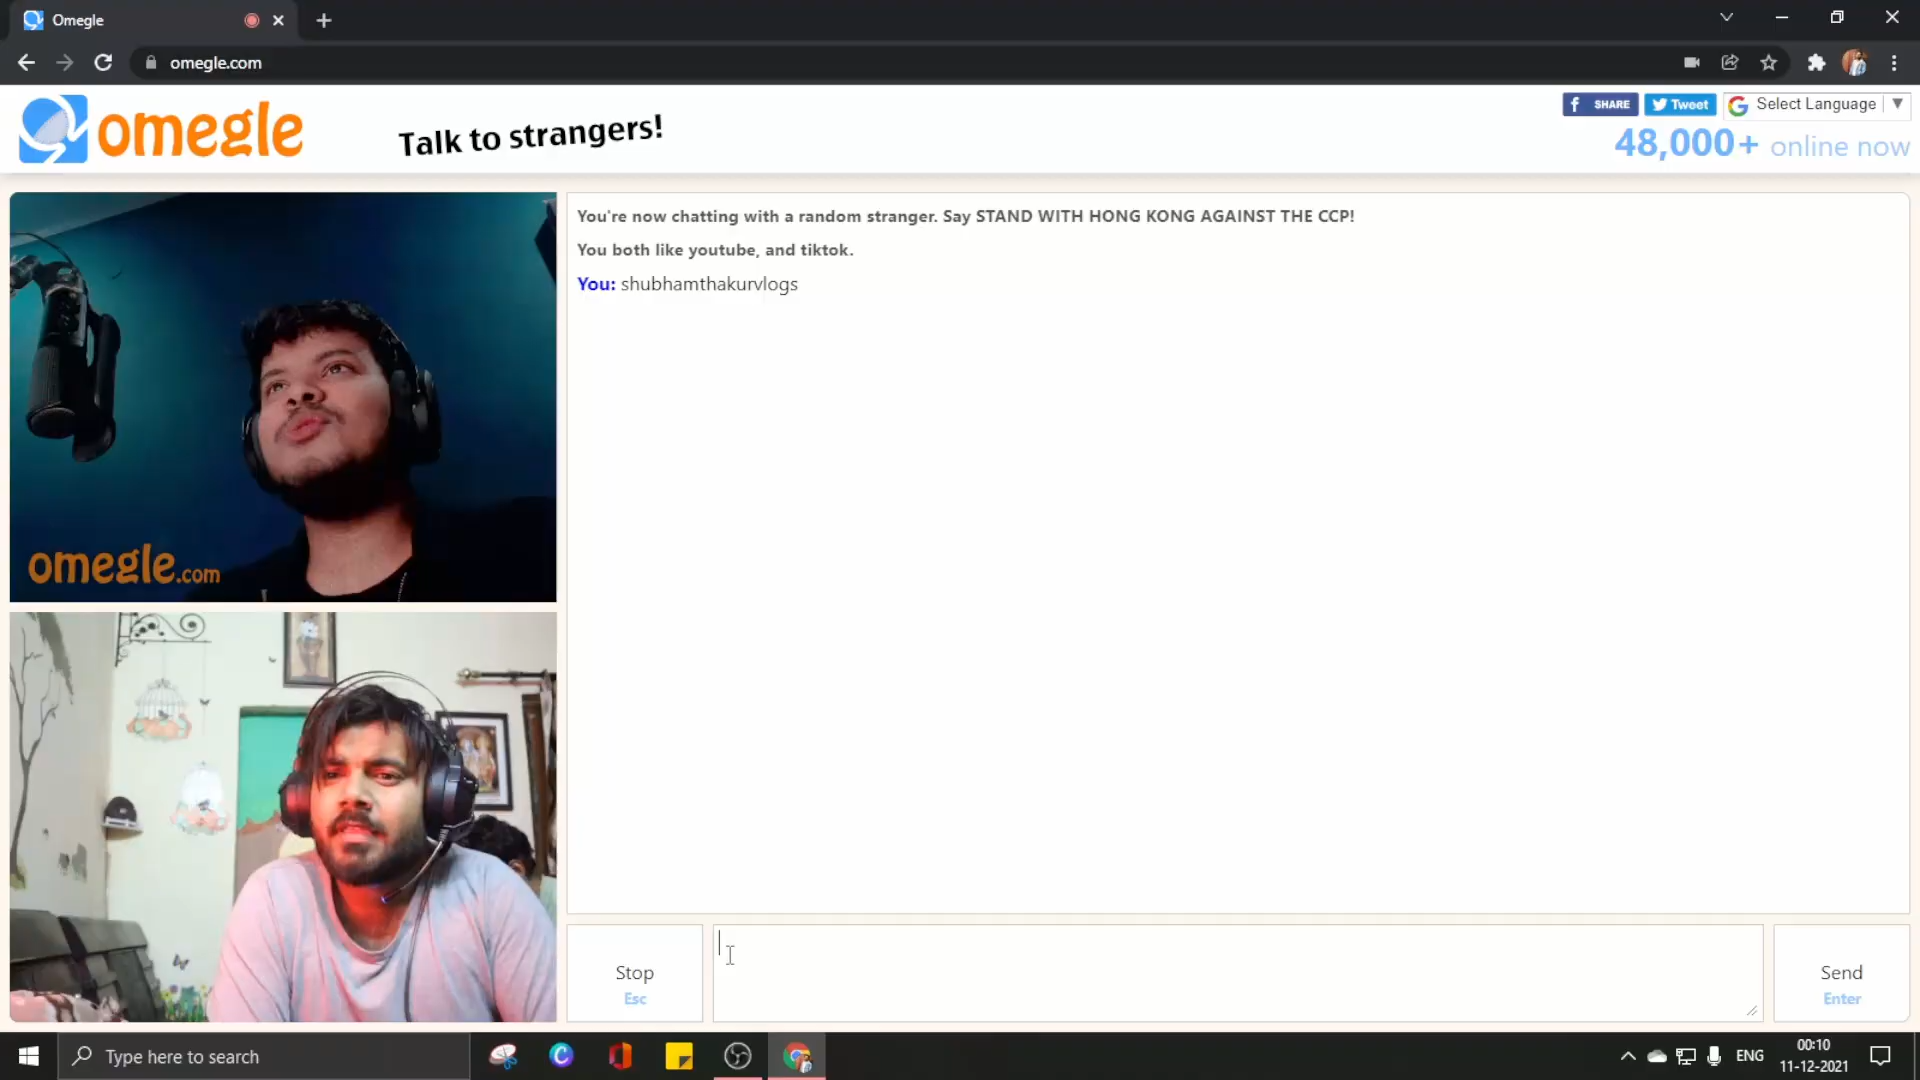 Omegle
omegle.com
omegle
Talk to strangers!
SHARE
Tweet
Select Language
48,000+ online now
You're now chatting with a random stranger. Say STAND WITH HONG KONG AGAINST THE CCP!
You both like youtube, and tiktok.
You: shubhamthakurvlogs
omegle.com
Stop
Esc
Send
Enter
Type here to search
ENG
00:10
11-12-2021